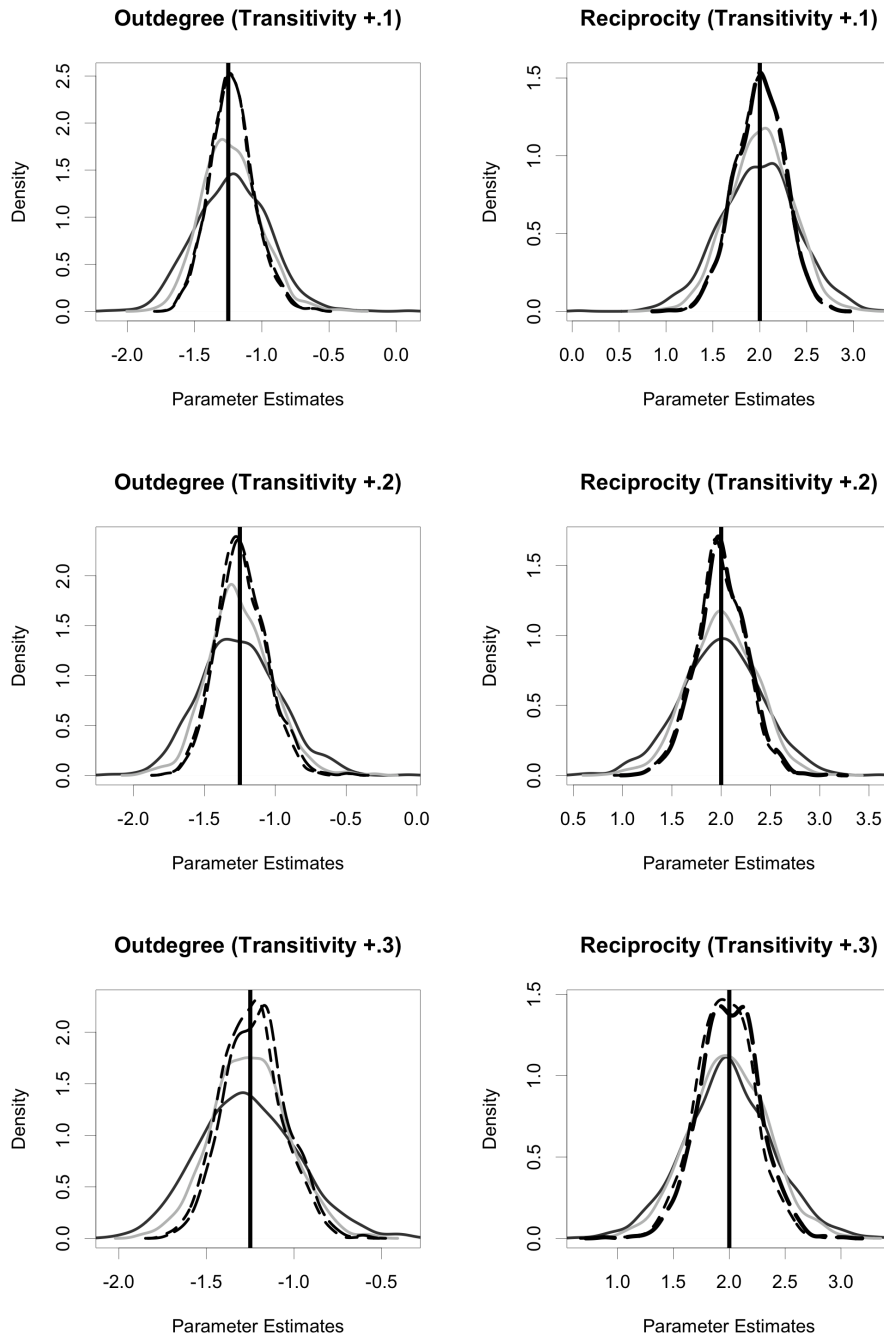 Outdegree (Transitivity +.1)
Reciprocity (Transitivity +.1)
Density
0.0 0.5 1.0 1.5 2.0 2.5
-2.0 -1.5 -1.0 -0.5 0.0
Parameter Estimates
Density
0.0 0.5 1.0 1.5
0.0 0.5 1.0 1.5 2.0 2.5 3.0
Parameter Estimates
Outdegree (Transitivity +.2)
Reciprocity (Transitivity +.2)
Density
0.0 0.5 1.0 1.5 2.0
-2.0 -1.5 -1.0 -0.5 0.0
Parameter Estimates
Density
0.0 0.5 1.0 1.5
0.5 1.0 1.5 2.0 2.5 3.0 3.5
Parameter Estimates
Outdegree (Transitivity +.3)
Reciprocity (Transitivity +.3)
Density
0.0 0.5 1.0 1.5 2.0
-2.0 -1.5 -1.0 -0.5
Parameter Estimates
Density
0.0 0.5 1.0 1.5
1.0 1.5 2.0 2.5 3.0
Parameter Estimates